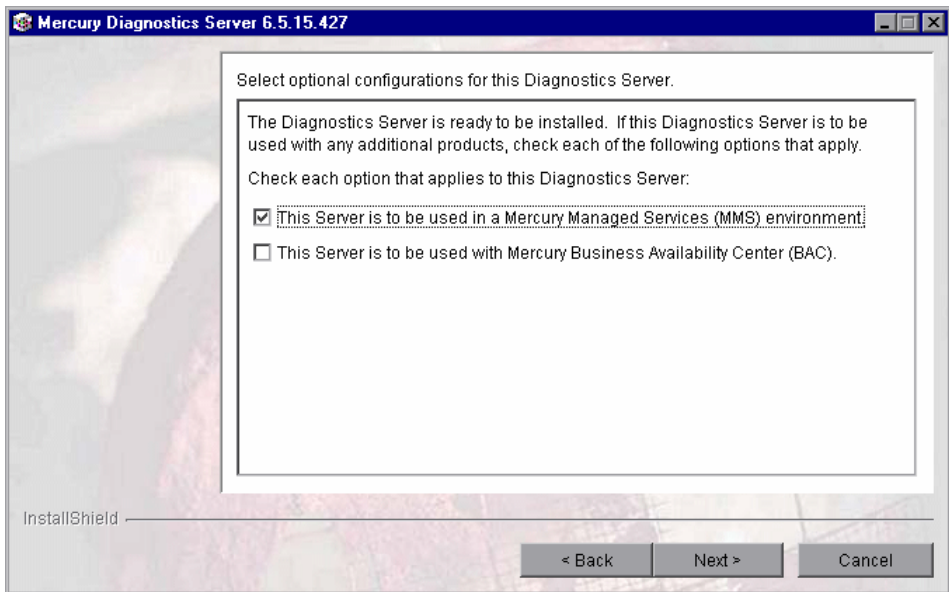 Mercury Diagnostics Server 6.5.15.427
Select optional configurations for this Diagnostics Server.
The Diagnostics Server is ready to be installed. If this Diagnostics Server is to be
used with any additional products, check each of the following options that apply.
Check each option that applies to this Diagnostics Server:
This Server is to be used in a Mercury Managed Services (MMS) environment.
This Server is to be used with Mercury Business Availability Center (BAC).
InstallShield
< Back
Next >
Cancel